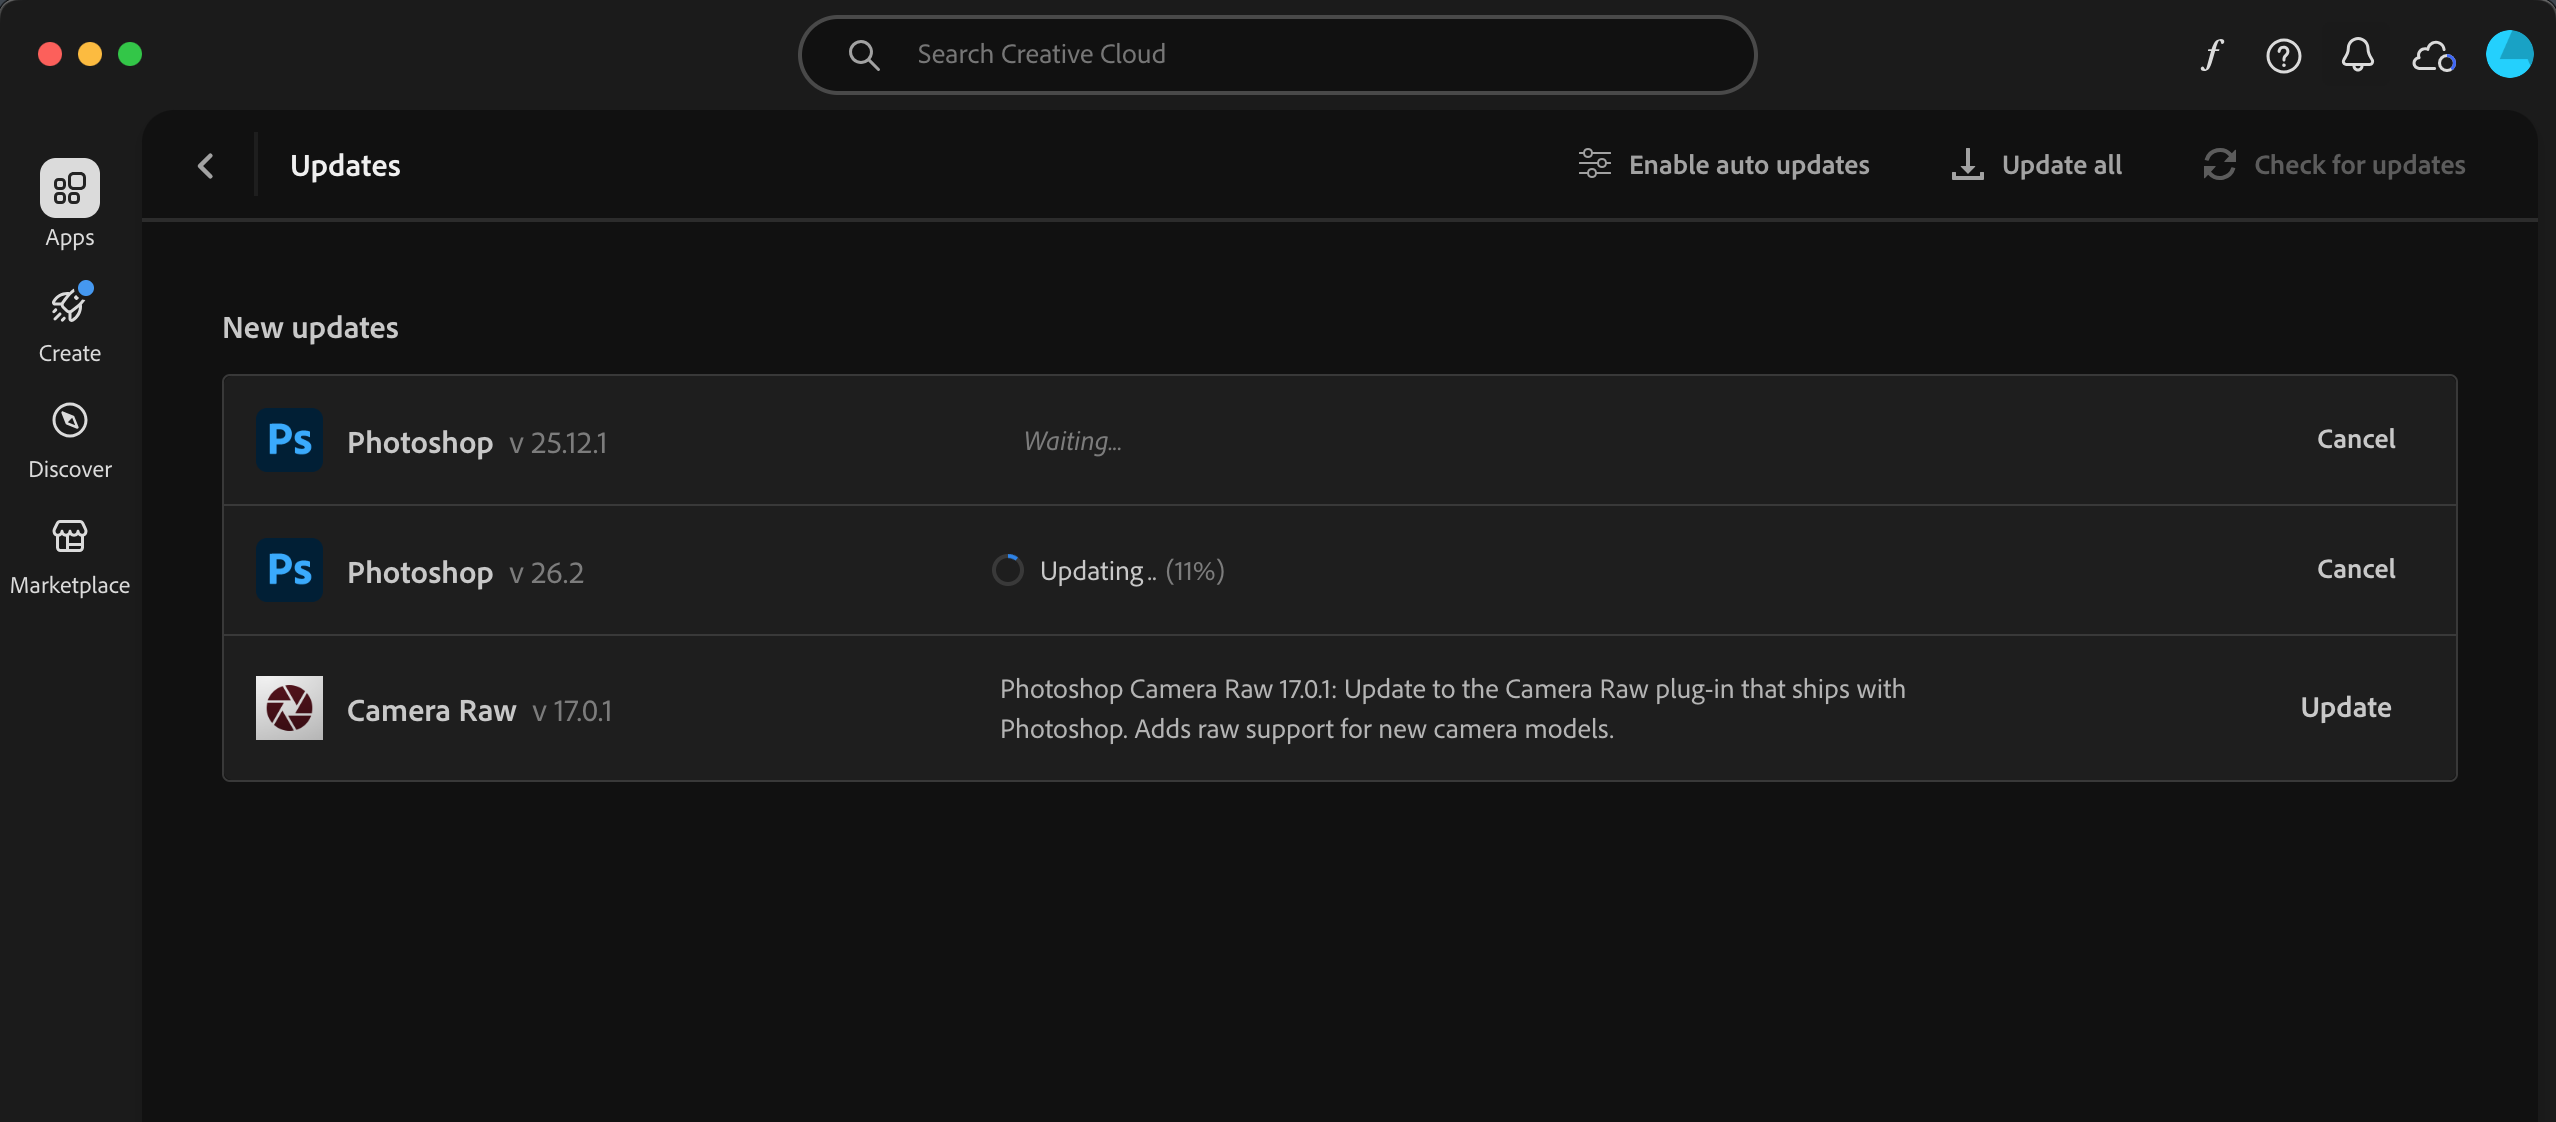 Search Creative Cloud
Updates
Enable auto updates
Update all
Check for updates
Apps
Create
Discover
Marketplace
New updates
Ps Photoshop v 25.12.1 Waiting... Cancel
Ps Photoshop v 26.2 Updating.. (11%) Cancel
Camera Raw v 17.0.1
Photoshop Camera Raw 17.0.1: Update to the Camera Raw plug-in that ships with
Photoshop. Adds raw support for new camera models.
Update